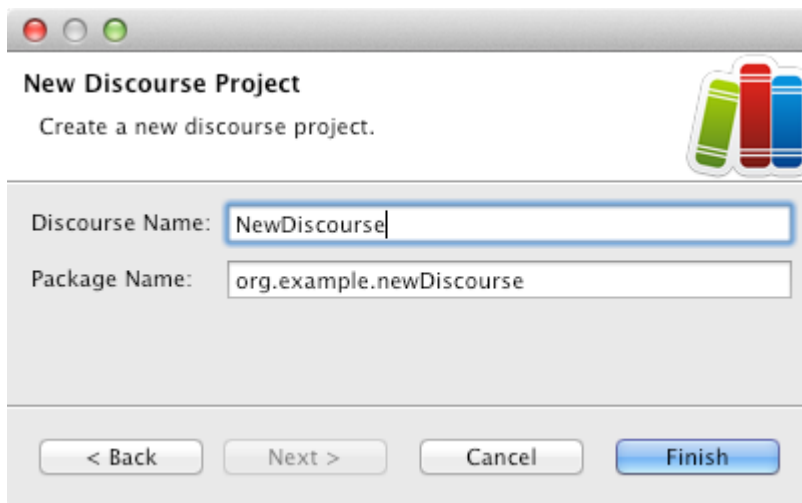 New Discourse Project
Create a new discourse project.
Discourse Name: NewDiscourse
Package Name: org.example.newDiscourse
< Back Next > Cancel Finish